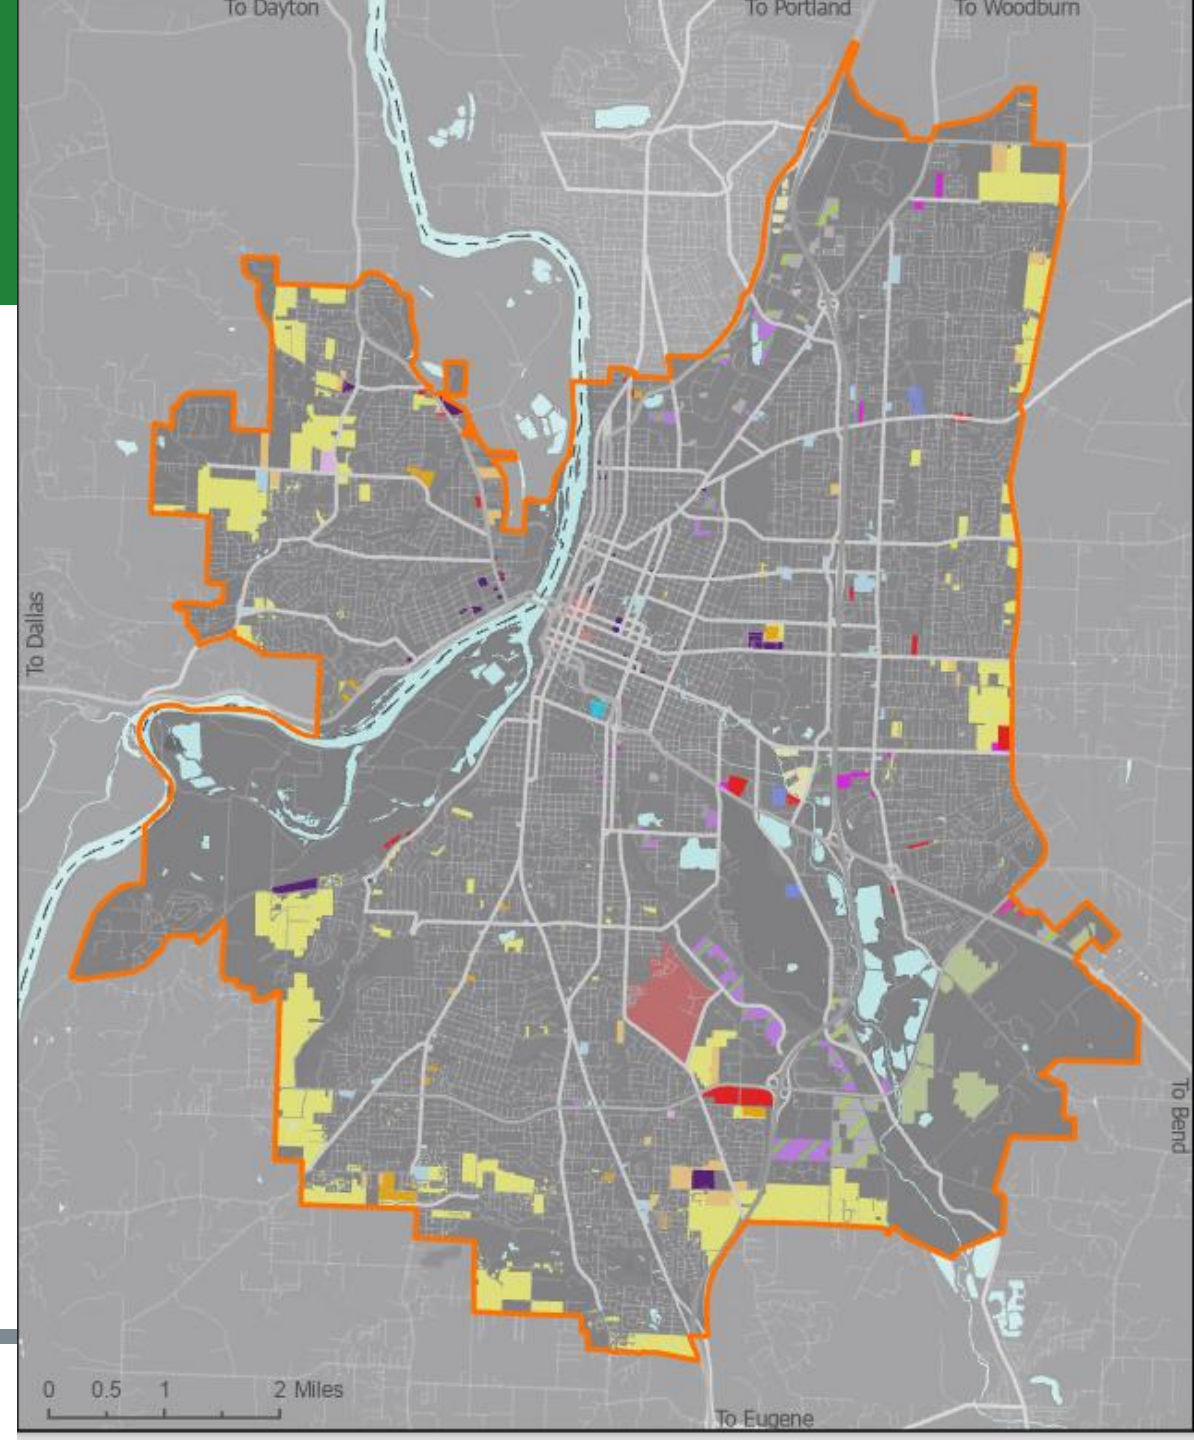 To Dayton
To Portland
To Woodburn
To Dallas
To Bend
0 0.5 1 2 Miles
To Eugene